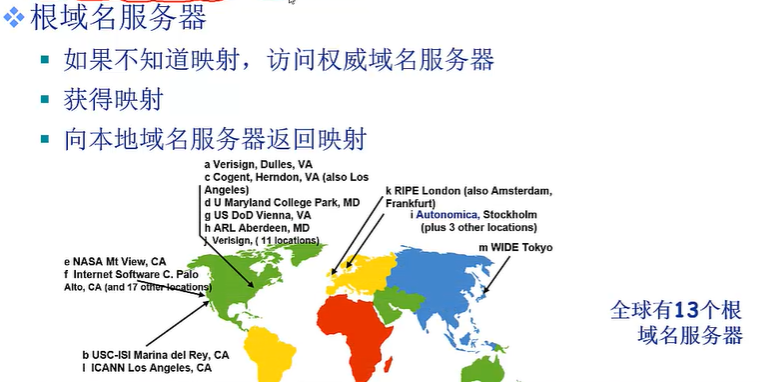 根域名服务器
如果不知道映射，访问权威域名服务器
获得映射
向本地域名服务器返回映射
a Verisign, Dulles, VA
c Cogent, Herndon, VA (also Los
Angeles)
d U Maryland College Park, MD
g US DoD Vienna, VA
h ARL Aberdeen, MD
j Verisign, ( 11 locations)
k RIPE London (also Amsterdam,
Frankfurt)
i Autonomica, Stockholm
(plus 3 other locations)
m WIDE Tokyo
e NASA Mt View, CA
f Internet Software C. Palo
Alto, CA (and 17 other locations)
b USC-ISI Marina del Rey, CA
l ICANN Los Angeles, CA
全球有13个根
域名服务器